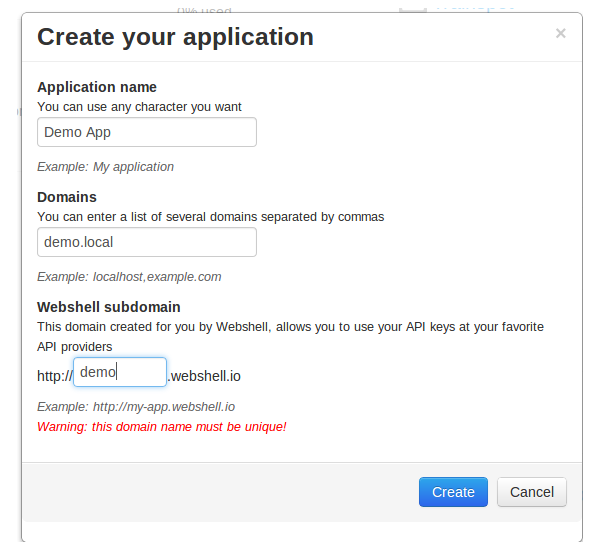 0% used
Create your application
×
Application name
You can use any character you want
Demo App
Example: My application
Domains
You can enter a list of several domains separated by commas
demo.local
Example: localhost,example.com
Webshell subdomain
This domain created for you by Webshell, allows you to use your API keys at your favorite
API providers
http://demo.webshell.io
Example: http://my-app.webshell.io
Warning: this domain name must be unique!
Create Cancel